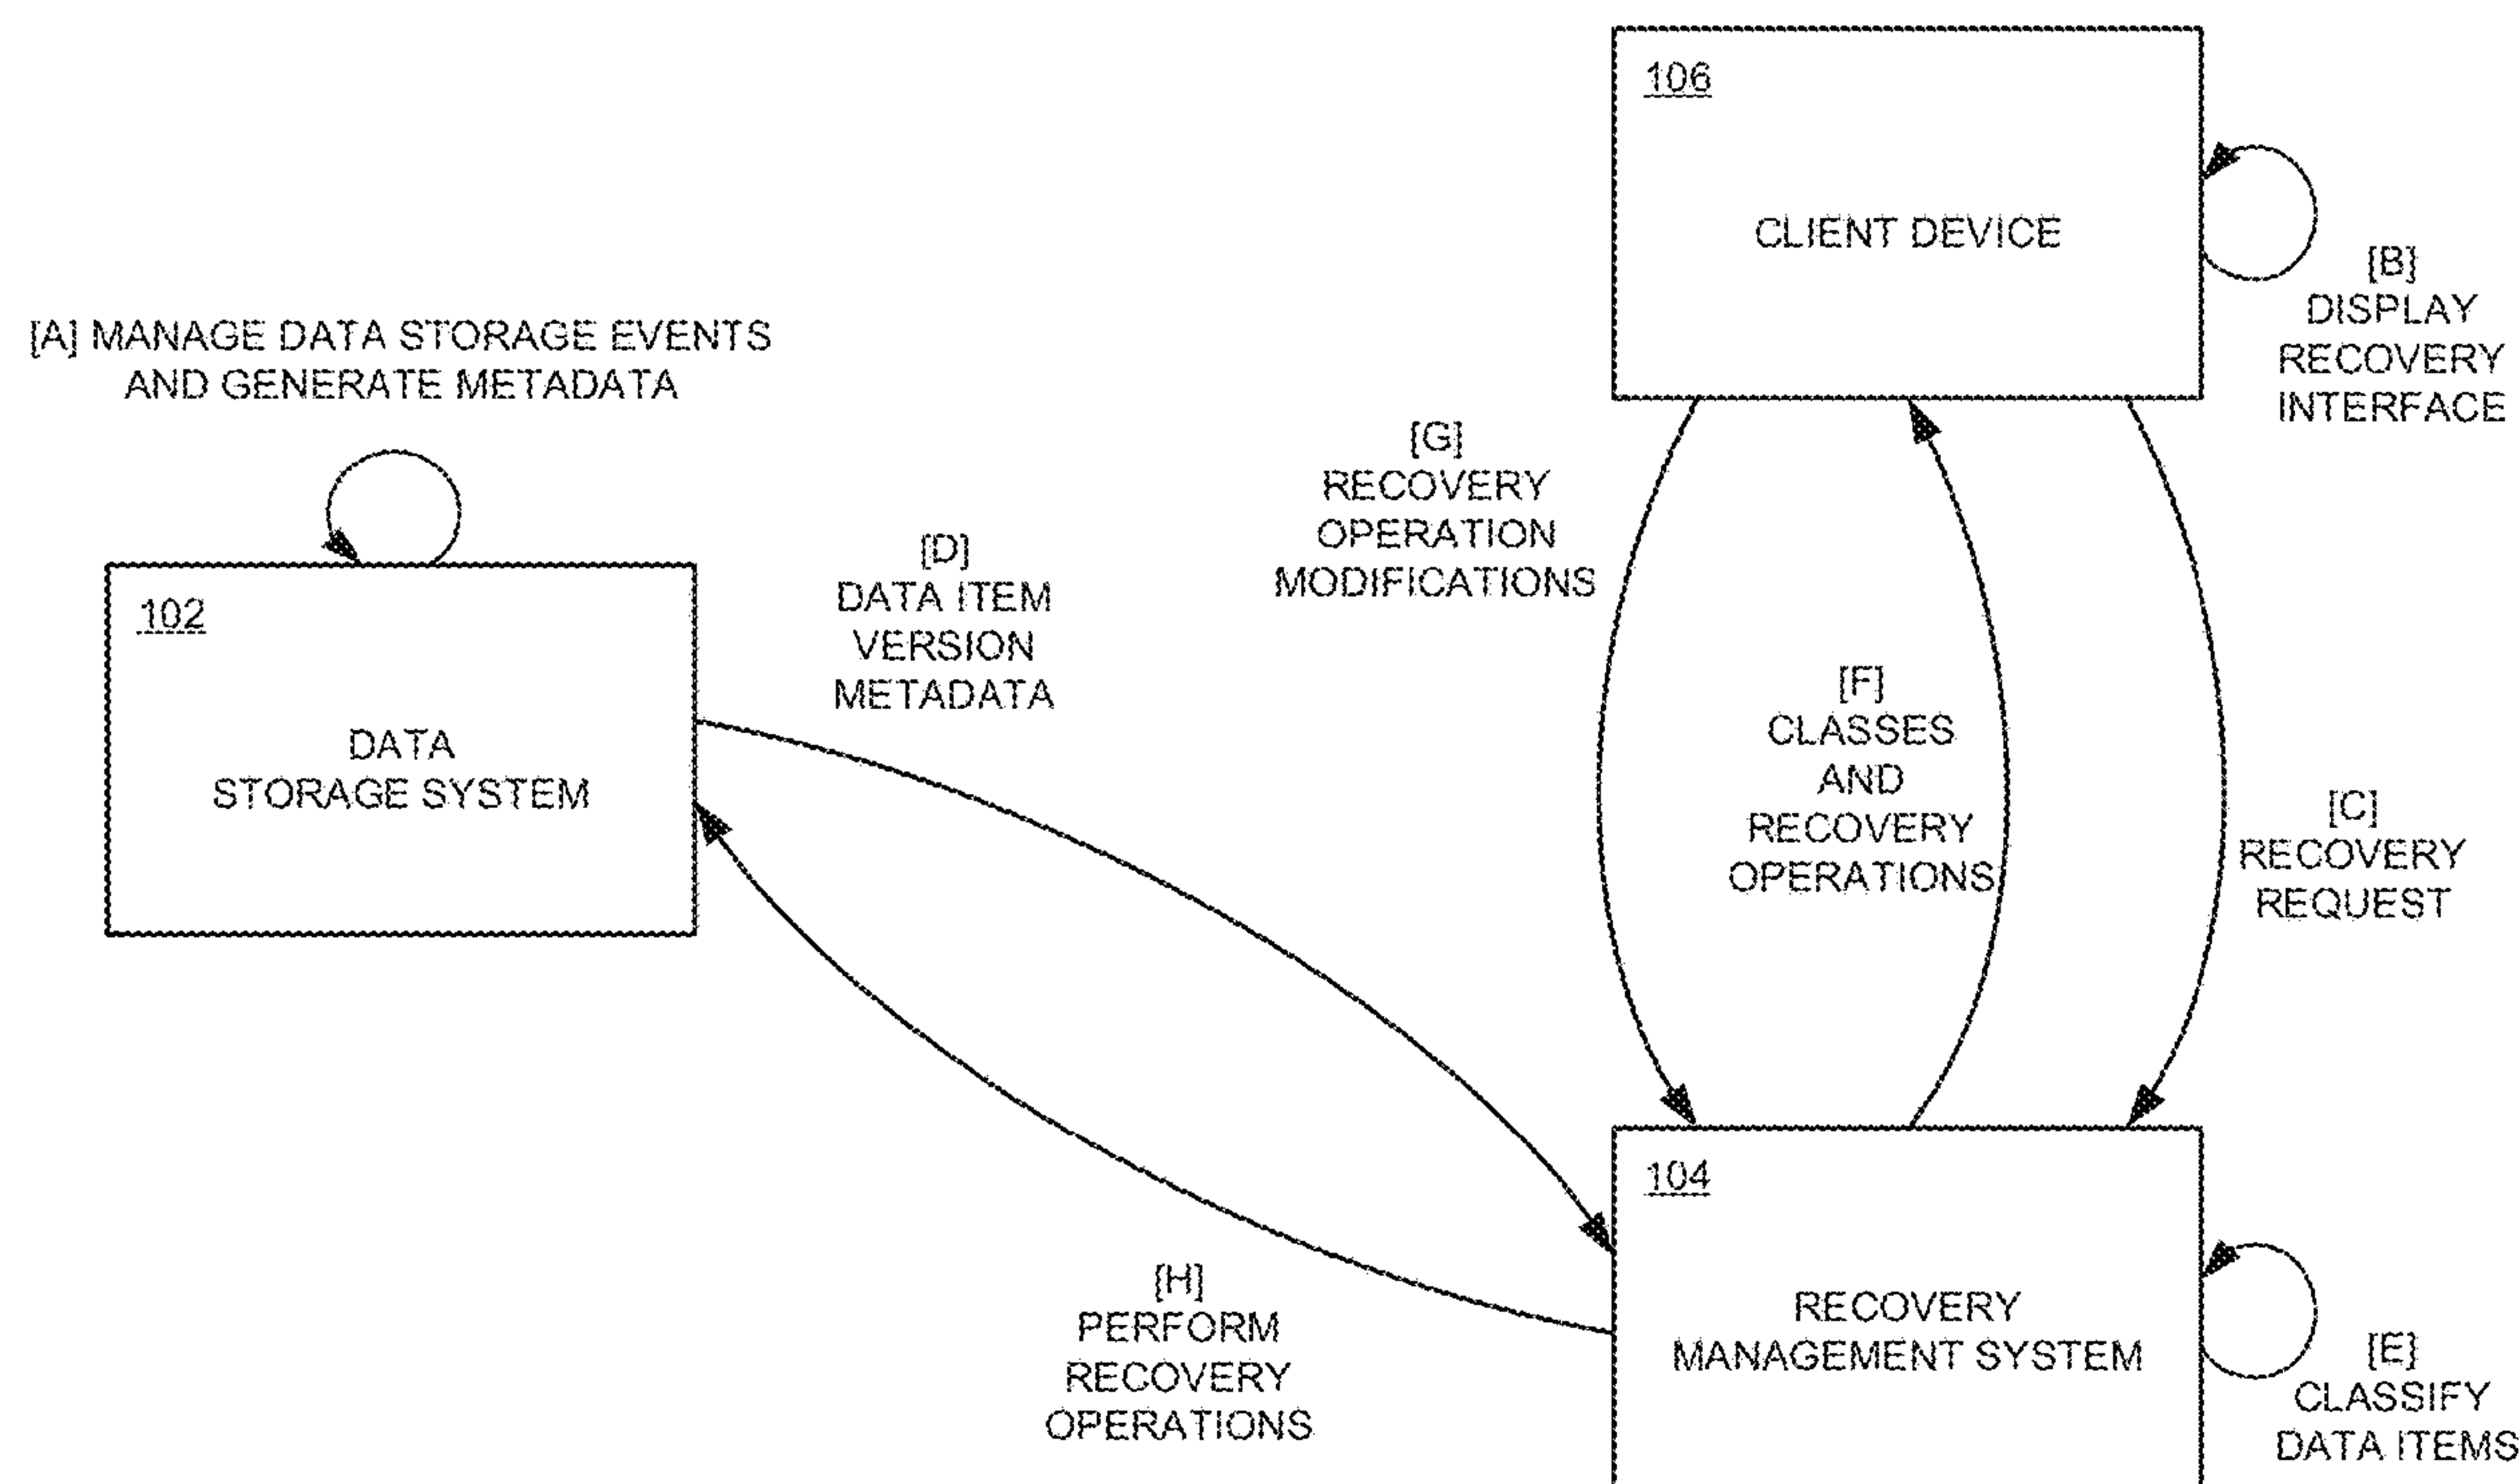 106
CLIENT DEVICE
[B]
DISPLAY
RECOVERY
INTERFACE
[A] MANAGE DATA STORAGE EVENTS
AND GENERATE METADATA
[G]
RECOVERY
OPERATION
MODIFICATIONS
[D]
DATA ITEM
VERSION
METADATA
102
DATA
STORAGE SYSTEM
[F]
CLASSES
AND
RECOVERY
OPERATIONS
[C]
RECOVERY
REQUEST
104
RECOVERY
MANAGEMENT SYSTEM
[H]
PERFORM
RECOVERY
OPERATIONS
[E]
CLASSIFY
DATA ITEMS